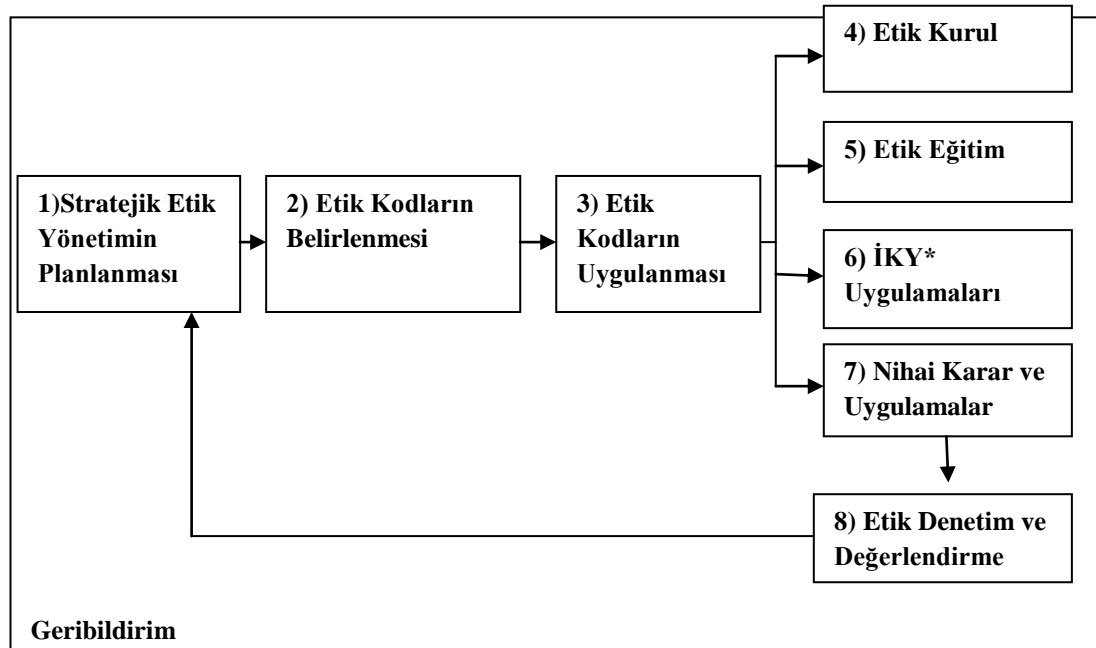 1)Stratejik Etik
Yönetimin
Planlanması
2) Etik Kodların
Belirlenmesi
3) Etik
Kodların
Uygulanması
4) Etik Kurul
5) Etik Eğitim
6) İKY*
Uygulamaları
7) Nihai Karar ve
Uygulamalar
8) Etik Denetim ve
Değerlendirme
Geribildirim